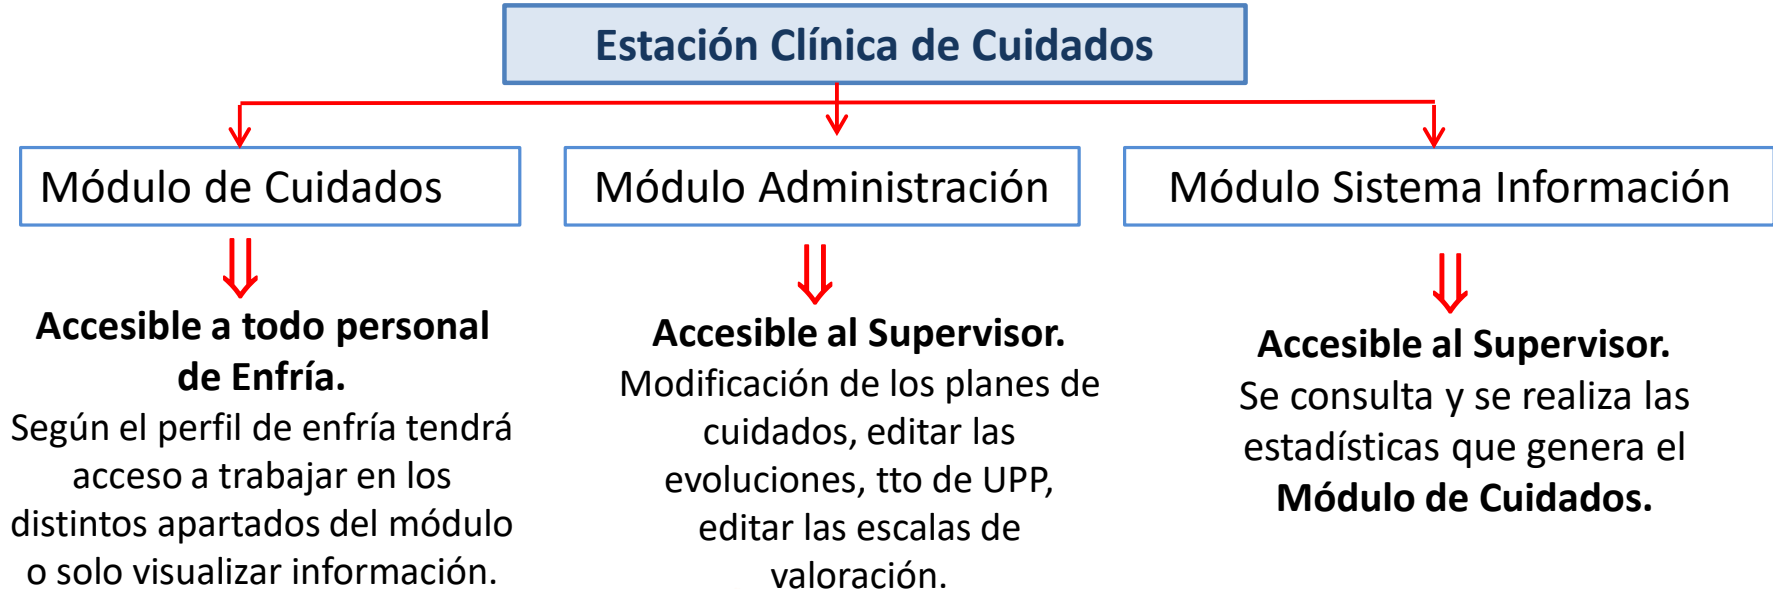 Estación Clínica de Cuidados
Módulo de Cuidados
Módulo Administración
Módulo Sistema Información
Accesible a todo personal
de Enfría.
Según el perfil de enfría tendrá
acceso a trabajar en los
distintos apartados del módulo
o solo visualizar información.
Accesible al Supervisor.
Modificación de los planes de
cuidados, editar las
evoluciones, tto de UPP,
editar las escalas de
valoración.
Accesible al Supervisor.
Se consulta y se realiza las
estadísticas que genera el
Módulo de Cuidados.